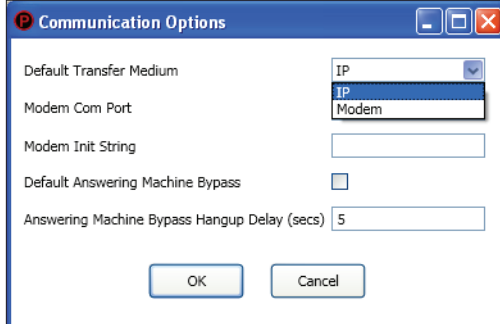 P Communication Options
Default Transfer Medium IP
IP
Modem Com Port Modem
Modem Init String
Default Answering Machine Bypass
Answering Machine Bypass Hangup Delay (secs) 5
OK Cancel